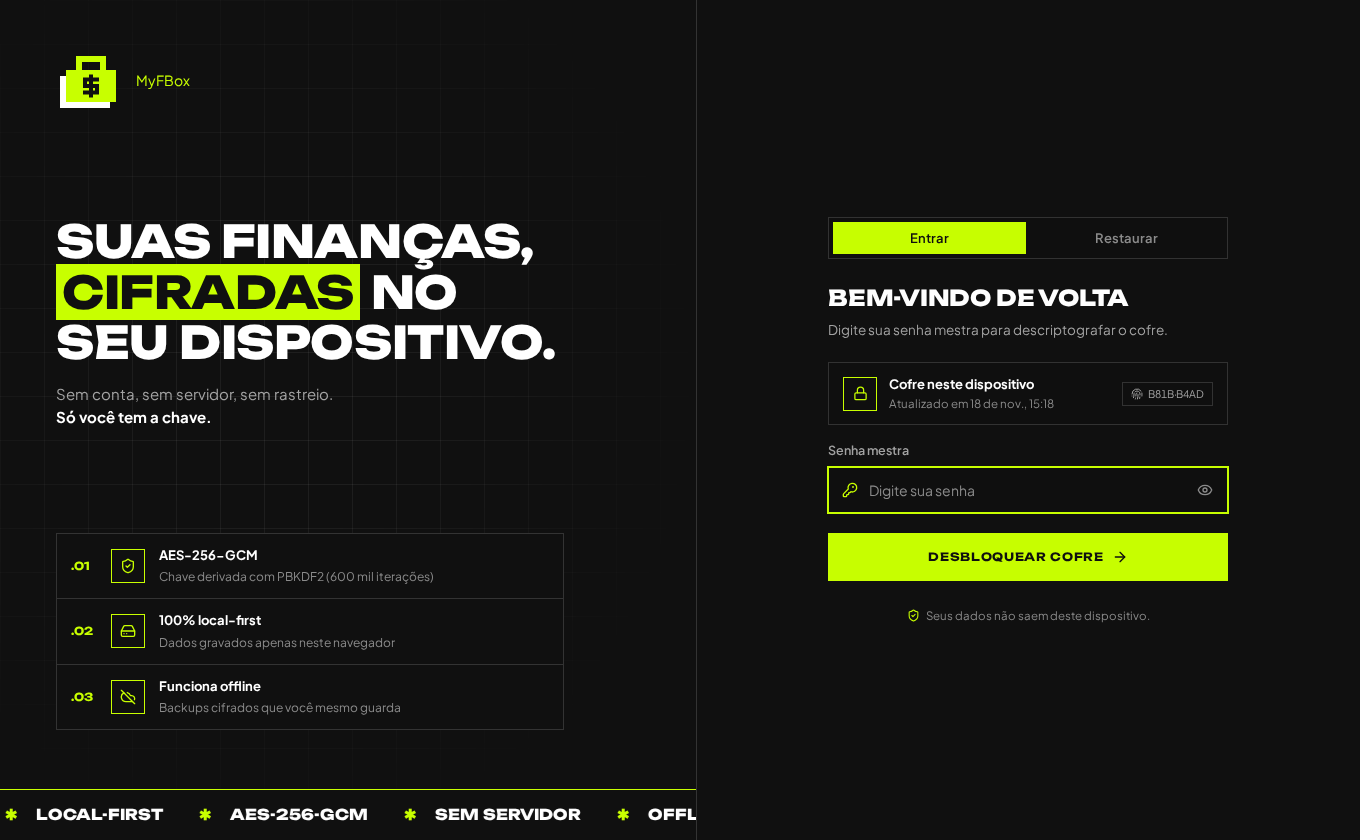 MyFBox
SUAS FINANÇAS,
CIFRADAS NO
SEU DISPOSITIVO.
Sem conta, sem servidor, sem rastreio.
Só você tem a chave.
.01
AES-256-GCM
Chave derivada com PBKDF2 (600 mil iterações)
.02
100% local-first
Dados gravados apenas neste navegador
.03
Funciona offline
Backups cifrados que você mesmo guarda
* LOCAL-FIRST * AES-256-GCM * SEM SERVIDOR * OFFL
Entrar
Restaurar
BEM-VINDO DE VOLTA
Digite sua senha mestra para descriptografar o cofre.
Cofre neste dispositivo
Atualizado em 18 de nov., 15:18
B81B·B4AD
Senha mestra
Digite sua senha
DESBLOQUEAR COFRE →
Seus dados não saem deste dispositivo.